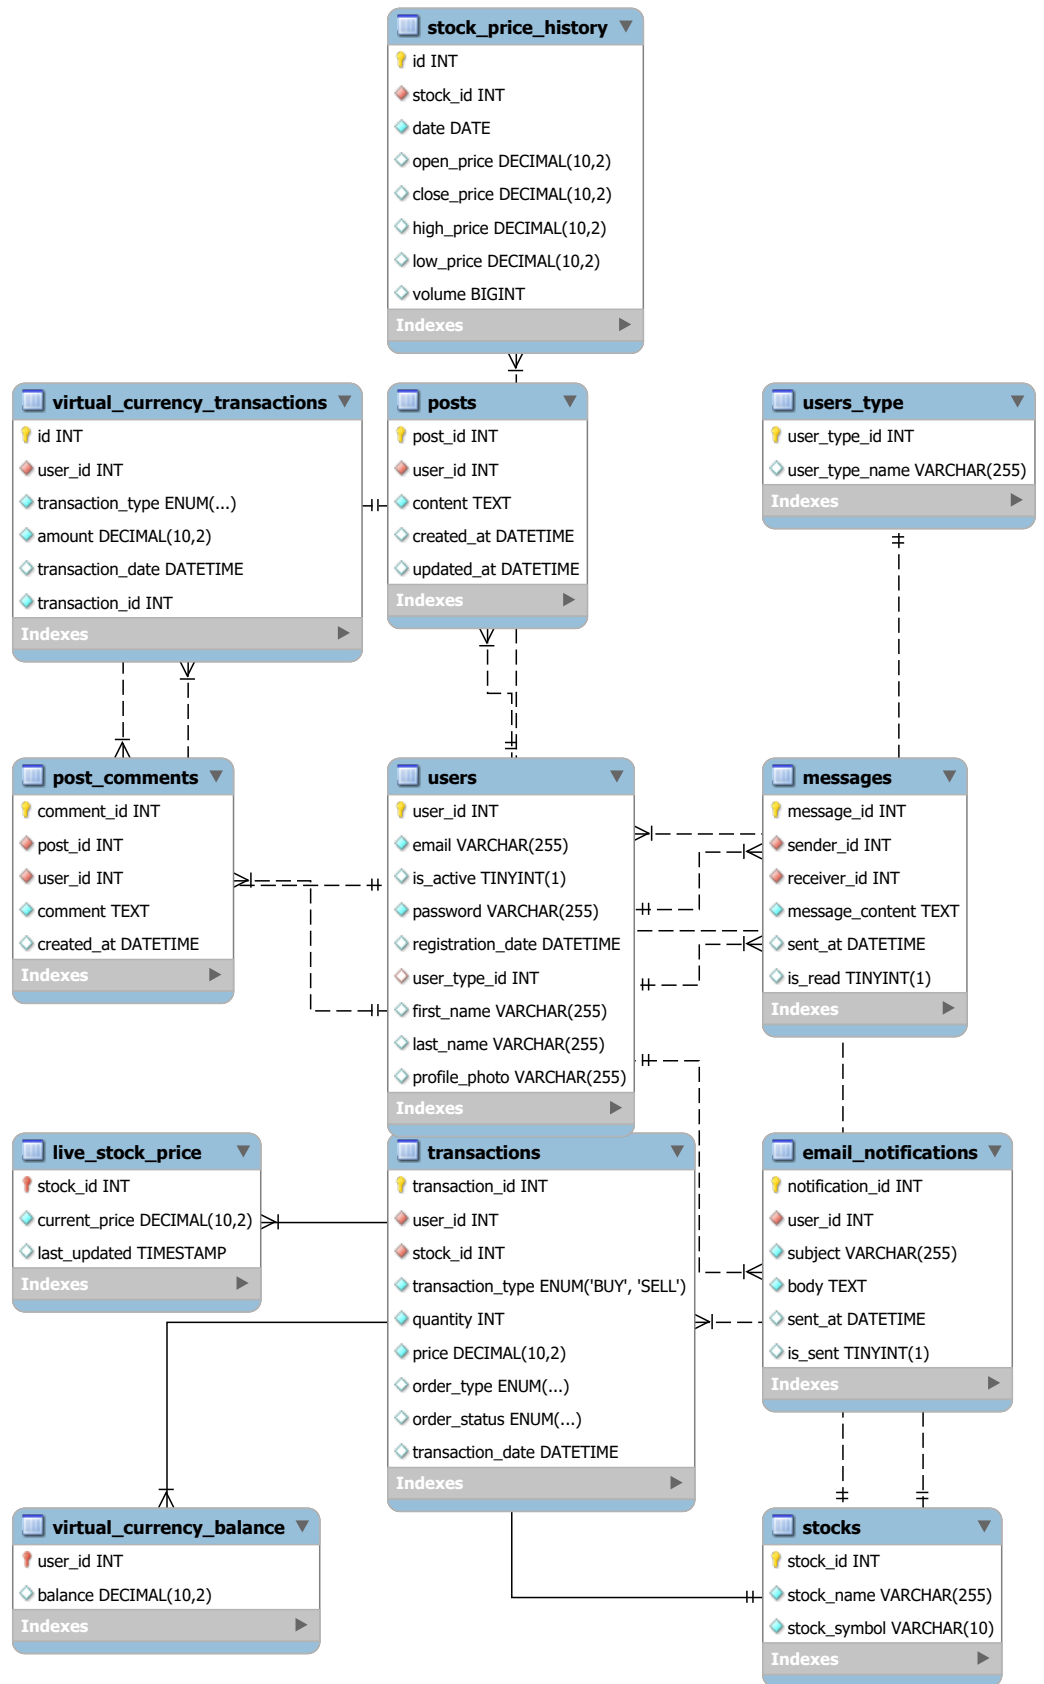 stock_price_history
id INT
stock_id INT
date DATE
open_price DECIMAL(10,2)
close_price DECIMAL(10,2)
high_price DECIMAL(10,2)
low_price DECIMAL(10,2)
volume BIGINT
Indexes
virtual_currency_transactions
id INT
user_id INT
transaction_type ENUM(...)
amount DECIMAL(10,2)
transaction_date DATETIME
transaction_id INT
Indexes
posts
post_id INT
user_id INT
content TEXT
created_at DATETIME
updated_at DATETIME
Indexes
users_type
user_type_id INT
user_type_name VARCHAR(255)
Indexes
post_comments
comment_id INT
post_id INT
user_id INT
comment TEXT
created_at DATETIME
Indexes
users
user_id INT
email VARCHAR(255)
is_active TINYINT(1)
password VARCHAR(255)
registration_date DATETIME
user_type_id INT
first_name VARCHAR(255)
last_name VARCHAR(255)
profile_photo VARCHAR(255)
Indexes
messages
message_id INT
sender_id INT
receiver_id INT
message_content TEXT
sent_at DATETIME
is_read TINYINT(1)
Indexes
live_stock_price
stock_id INT
current_price DECIMAL(10,2)
last_updated TIMESTAMP
Indexes
transactions
transaction_id INT
user_id INT
stock_id INT
transaction_type ENUM('BUY', 'SELL')
quantity INT
price DECIMAL(10,2)
order_type ENUM(...)
order_status ENUM(...)
transaction_date DATETIME
Indexes
email_notifications
notification_id INT
user_id INT
subject VARCHAR(255)
body TEXT
sent_at DATETIME
is_sent TINYINT(1)
Indexes
virtual_currency_balance
user_id INT
balance DECIMAL(10,2)
Indexes
stocks
stock_id INT
stock_name VARCHAR(255)
stock_symbol VARCHAR(10)
Indexes